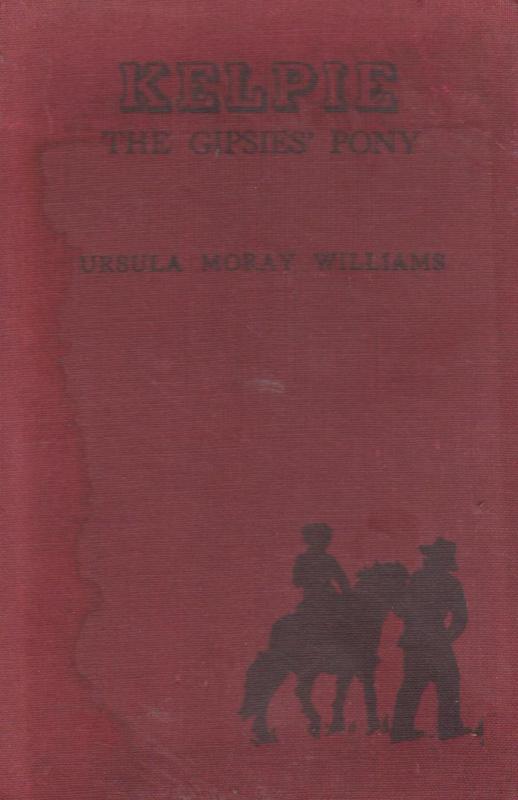 KELPIE
THE GIPSIES' PONY
URSULA MORAY WILLIAMS